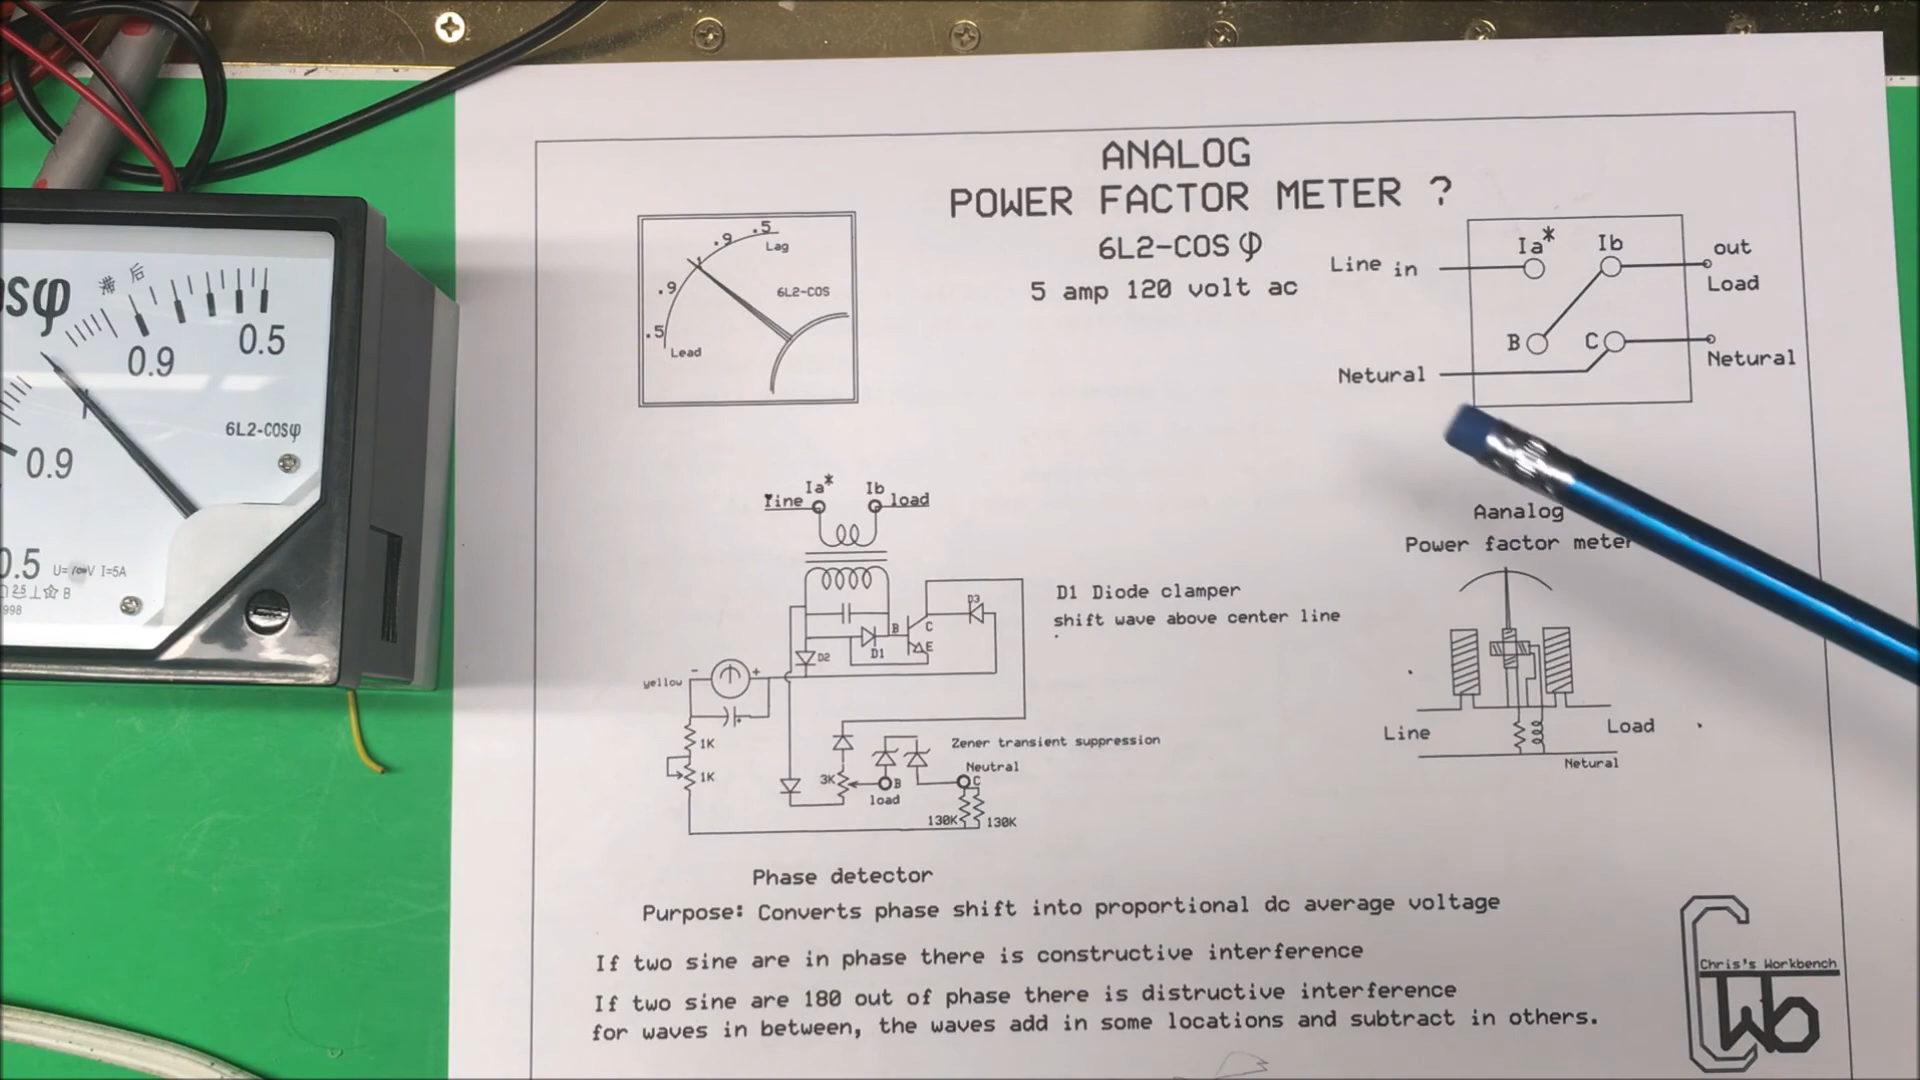 ANALOG
POWER FACTOR METER ?
6L2-COS φ
5 amp 120 volt ac
.5
.9
Lag
.9
6L2-COS
.5
Lead
Ia* Ib
Line in
out
Load
B C
Netural
Netural
sφ
滞后
0.9
0.5
6L2-COSφ
0.9
0.5
I=5A
2.5
B
998
Ia* Ib
line load
B
C
E
D3
D1
D2
D1 Diode clamper
shift wave above center line
yellow
-
+
1K
1K
3K
B
load
Zener transient suppression
Neutral
C
130K 130K
Aanalog
Power factor meter
Line
Load
Netural
Phase detector
Purpose: Converts phase shift into proportional dc average voltage
If two sine are in phase there is constructive interference
If two sine are 180 out of phase there is distructive interference
for waves in between, the waves add in some locations and subtract in others.
Chris's Workbench
CWb